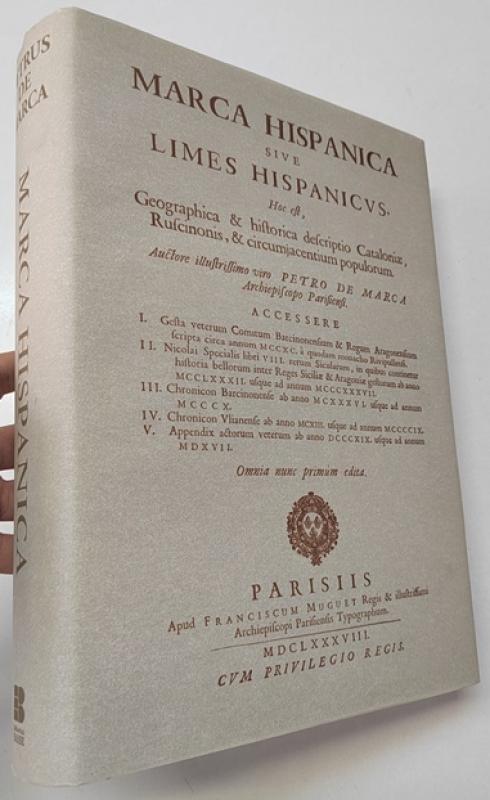 PETRUS
DE
MARCA
MARCA HISPANICA
MARCA HISPANICA
SIVE
LIMES HISPANICVS,
Hoc eſt,
Geographica & hiſtorica deſcriptio Cataloniæ,
Ruſcinonis, & circumjacentium populorum.
Auctore illuſtriſſimo viro PETRO DE MARCA
Archiepiſcopo Pariſienſi.
ACCESSERE
I. Geſta veterum Comitum Barcinonenſium & Regum Aragonenſium
ſcripta circa annum MCCXC. à quodam monacho Rivipullenſi.
II. Nicolai Specialis libri VIII. rerum Sicularum, in quibus continetur
hiſtoria bellorum inter Reges Siciliæ & Aragoniæ geſtorum ab anno
MCCLXXXII. uſque ad annum MCCCXXXVII.
III. Chronicon Barcinonenſe ab anno MCXXXVI. uſque ad annum
MCCCX.
IV. Chronicon Vlianenſe ab anno MCXIII. uſque ad annum MCCCCIX.
V. Appendix actorum veterum ab anno DCCCXIX. uſque ad annum
MDXVII.
Omnia nunc primum edita.
PARISIIS
Apud FRANCISCUM MUGUET Regis & illuſtriſſimi
Archiepiſcopi Pariſienſis Typographum.
MDCLXXXVIII.
CVM PRIVILEGIO REGIS.